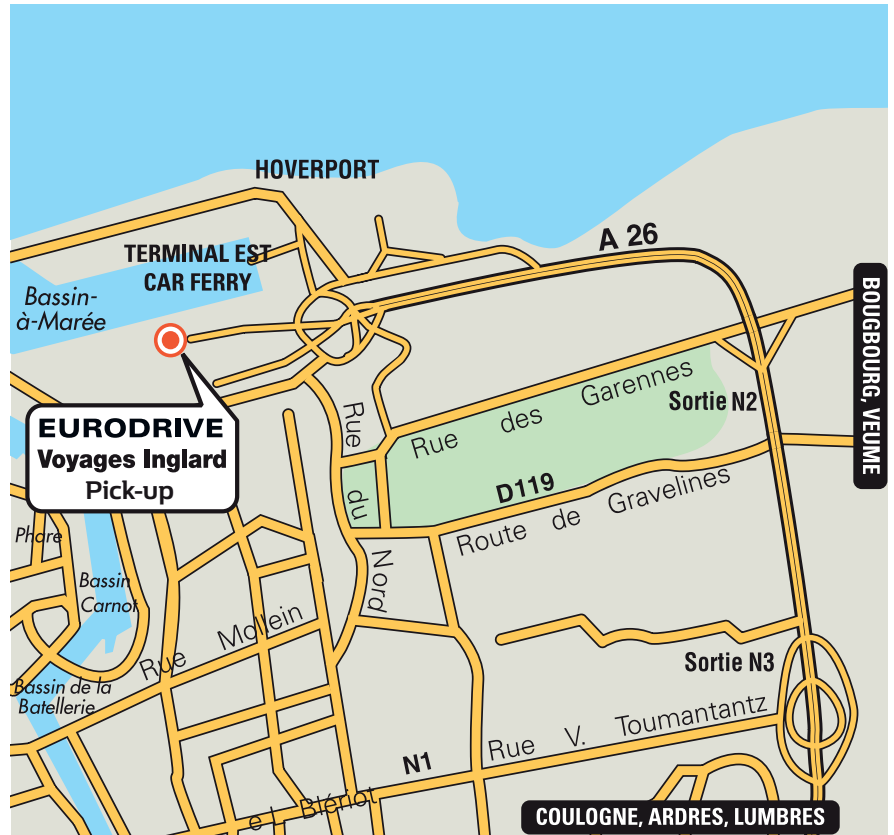 HOVERPORT
A 26
TERMINAL EST
CAR FERRY
Bassin-
à-Marée
BOUGBOURG, VEUME
EURODRIVE
Voyages Inglard
Pick-up
Rue des Garennes
Sortie N2
Rue du Nord
D119
Route de Gravelines
Phare
Bassin
Carnot
Rue Mollein
Bassin de la
Batellerie
Sortie N3
Rue V. Toumantantz
N1
e L. Blériot
COULOGNE, ARDRES, LUMBRES